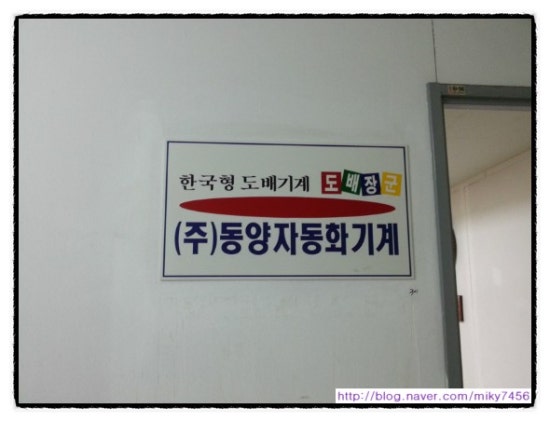 한국형 도배기계 도배장군
(주)동양자동화기계
http://blog.naver.com/miky7456